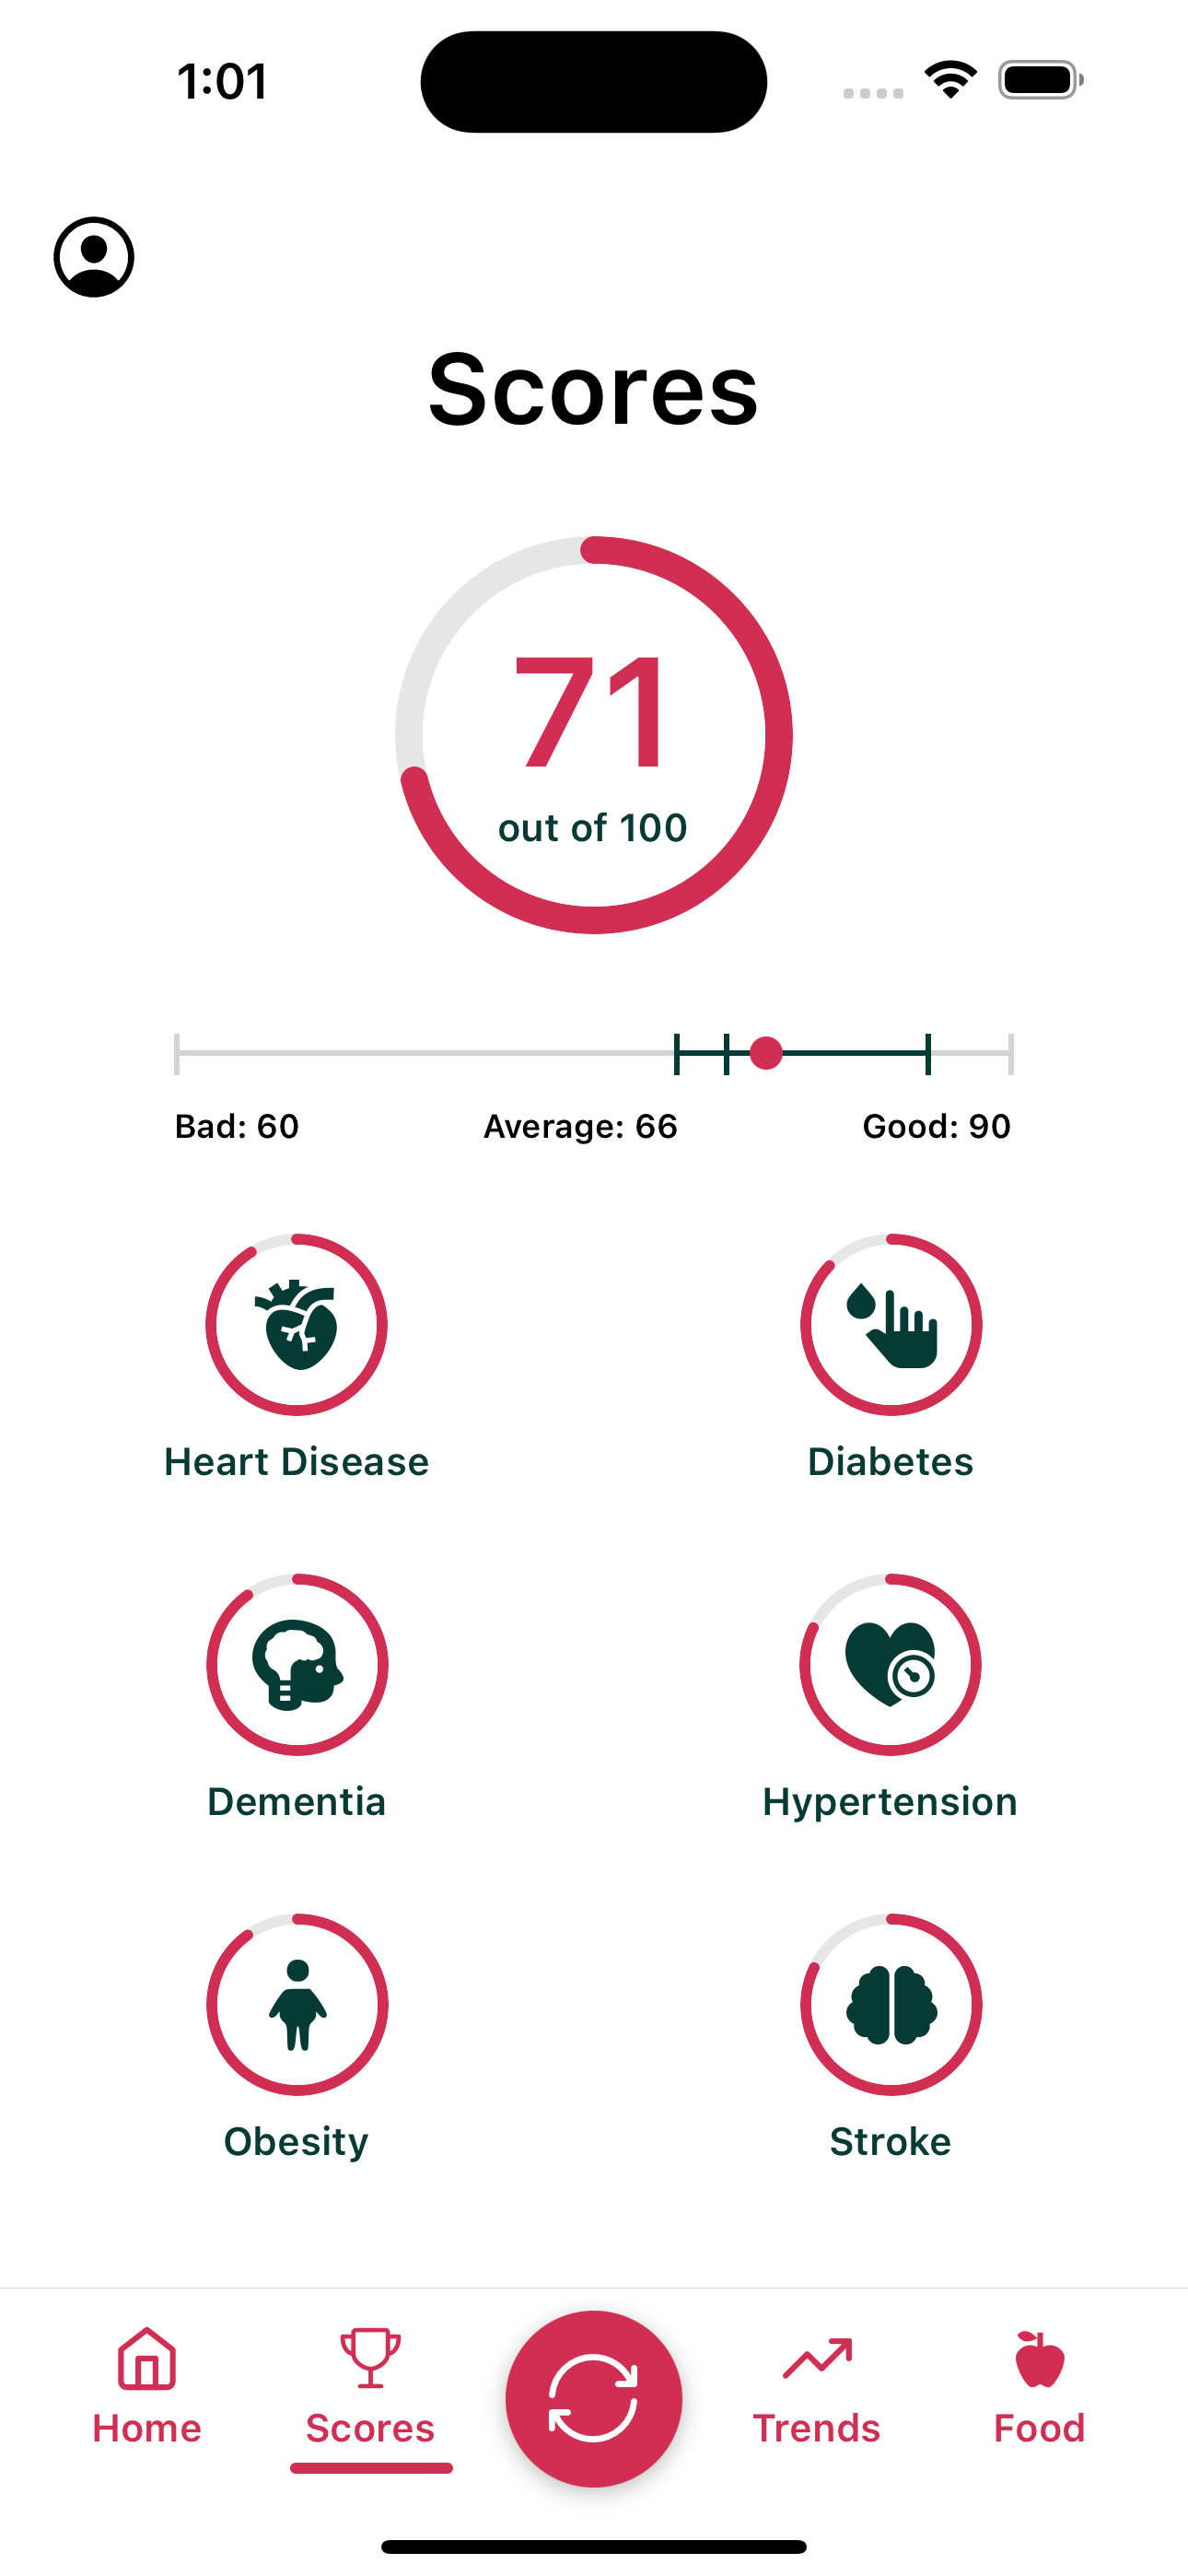 1:01
Scores
71
out of 100
Bad: 60 Average: 66 Good: 90
Heart Disease Diabetes
Dementia Hypertension
Obesity Stroke
Home Scores Trends Food